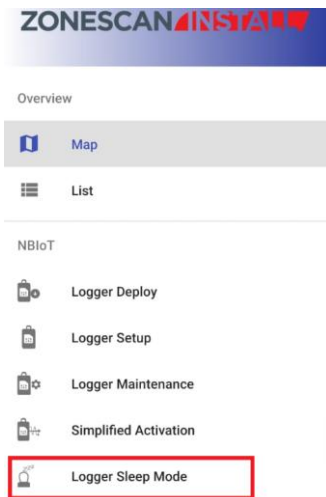 ZONESCAN INSTALL
Overview
Map
List
NBIoT
Logger Deploy
Logger Setup
Logger Maintenance
Simplified Activation
Logger Sleep Mode